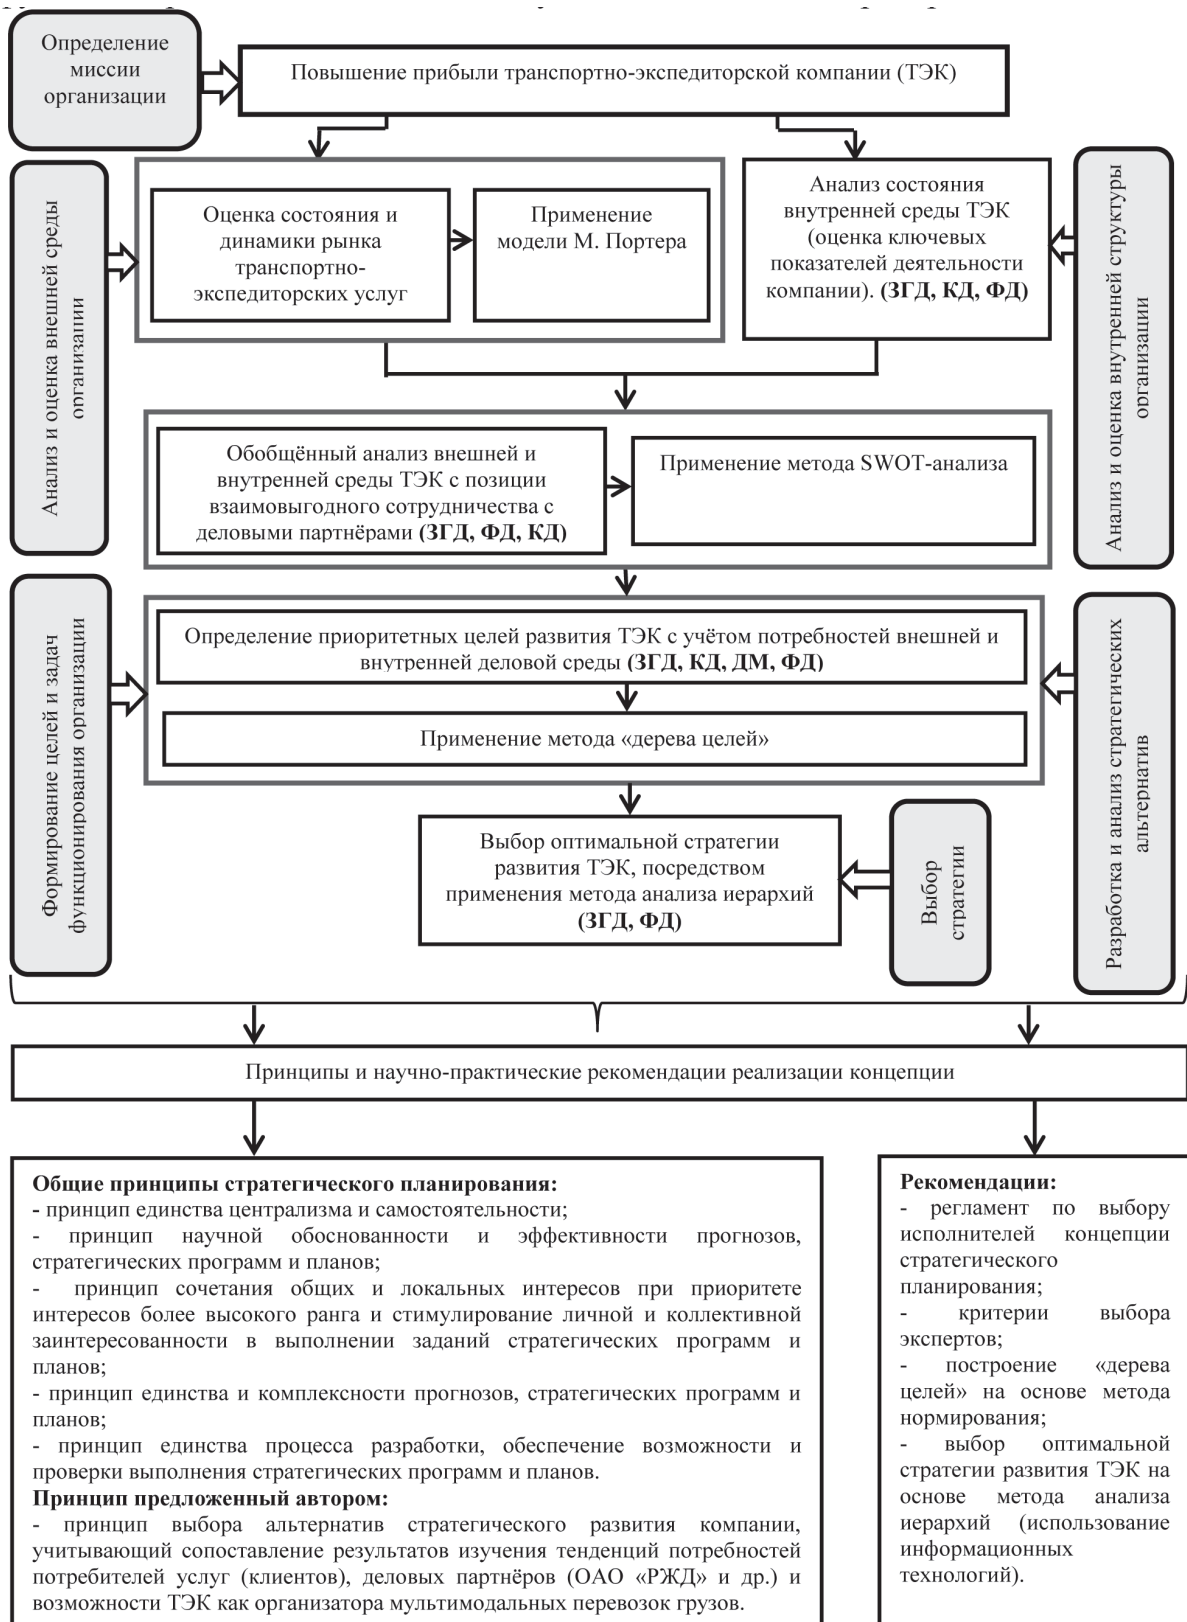 Определение
миссии
организации
Повышение прибыли транспортно-экспедиторской компании (ТЭК)
Анализ и оценка внешней среды
организации
Оценка состояния и
динамики рынка
транспортно-
экспедиторских услуг
Применение
модели М. Портера
Анализ состояния
внутренней среды ТЭК
(оценка ключевых
показателей деятельности
компании). (ЗГД, КД, ФД)
Анализ и оценка внутренней структуры
организации
Обобщённый анализ внешней и
внутренней среды ТЭК с позиции
взаимовыгодного сотрудничества с
деловыми партнёрами (ЗГД, ФД, КД)
Применение метода SWOT-анализа
Формирование целей и задач
функционирования организации
Определение приоритетных целей развития ТЭК с учётом потребностей внешней и
внутренней деловой среды (ЗГД, КД, ДМ, ФД)
Применение метода «дерева целей»
Разработка и анализ стратегических
альтернатив
Выбор оптимальной стратегии
развития ТЭК, посредством
применения метода анализа иерархий
(ЗГД, ФД)
Выбор
стратегии
Принципы и научно-практические рекомендации реализации концепции
Общие принципы стратегического планирования:
- принцип единства централизма и самостоятельности;
- принцип научной обоснованности и эффективности прогнозов,
стратегических программ и планов;
- принцип сочетания общих и локальных интересов при приоритете
интересов более высокого ранга и стимулирование личной и коллективной
заинтересованности в выполнении заданий стратегических программ и
планов;
- принцип единства и комплексности прогнозов, стратегических программ и
планов;
- принцип единства процесса разработки, обеспечение возможности и
проверки выполнения стратегических программ и планов.
Принцип предложенный автором:
- принцип выбора альтернатив стратегического развития компании,
учитывающий сопоставление результатов изучения тенденций потребностей
потребителей услуг (клиентов), деловых партнёров (ОАО «РЖД» и др.) и
возможности ТЭК как организатора мультимодальных перевозок грузов.
Рекомендации:
- регламент по выбору
исполнителей концепции
стратегического
планирования;
- критерии выбора
экспертов;
- построение «дерева
целей» на основе метода
нормирования;
- выбор оптимальной
стратегии развития ТЭК на
основе метода анализа
иерархий (использование
информационных
технологий).